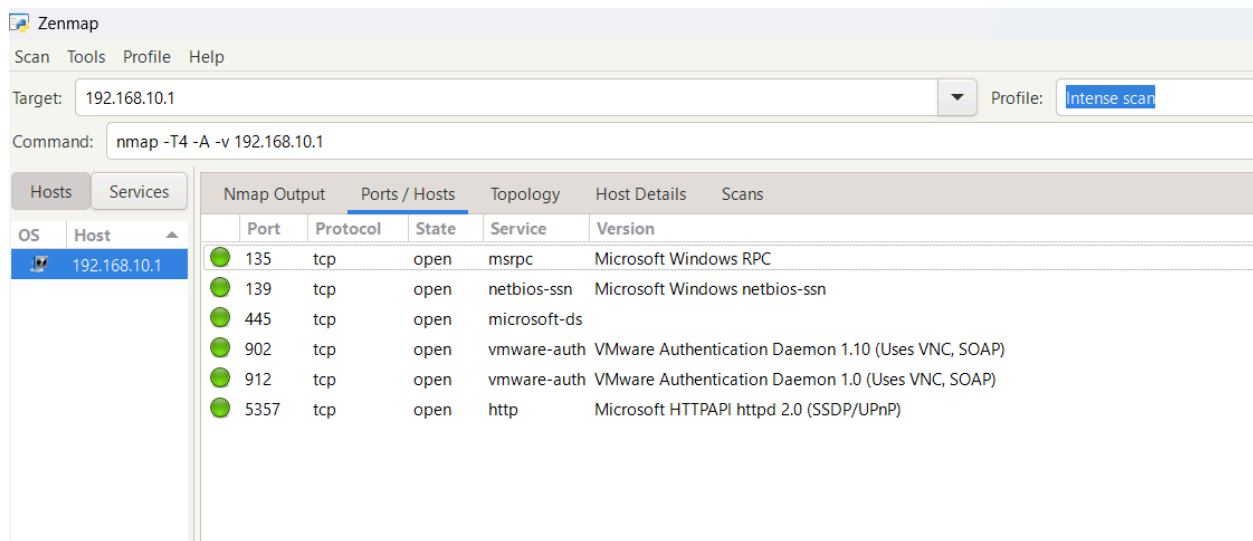 Zenmap
Scan Tools Profile Help
Target: 192.168.10.1 Profile: Intense scan
Command: nmap -T4 -A -v 192.168.10.1
Hosts Services Nmap Output Ports / Hosts Topology Host Details Scans
OS Host Port Protocol State Service Version
192.168.10.1 135 tcp open msrpc Microsoft Windows RPC
139 tcp open netbios-ssn Microsoft Windows netbios-ssn
445 tcp open microsoft-ds
902 tcp open vmware-auth VMware Authentication Daemon 1.10 (Uses VNC, SOAP)
912 tcp open vmware-auth VMware Authentication Daemon 1.0 (Uses VNC, SOAP)
5357 tcp open http Microsoft HTTPAPI httpd 2.0 (SSDP/UPnP)